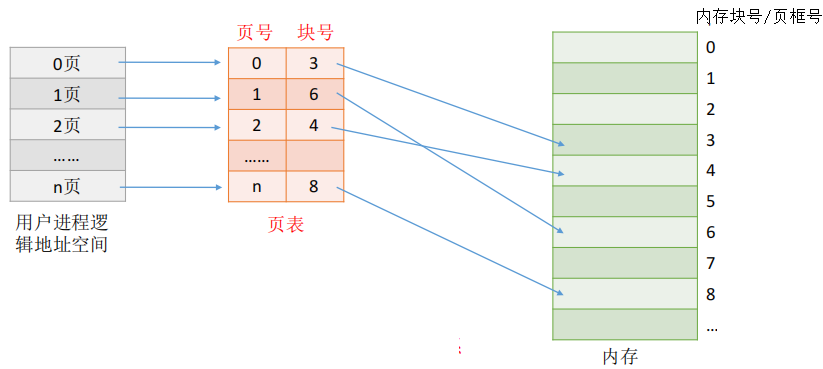 内存块号/页框号
页号 块号
0页 0 3 0
1页 1 6 1
2页 2 4 2
…… …… 3
n页 n 8 4
5
6
7
8
...
用户进程逻
辑地址空间
页表
内存